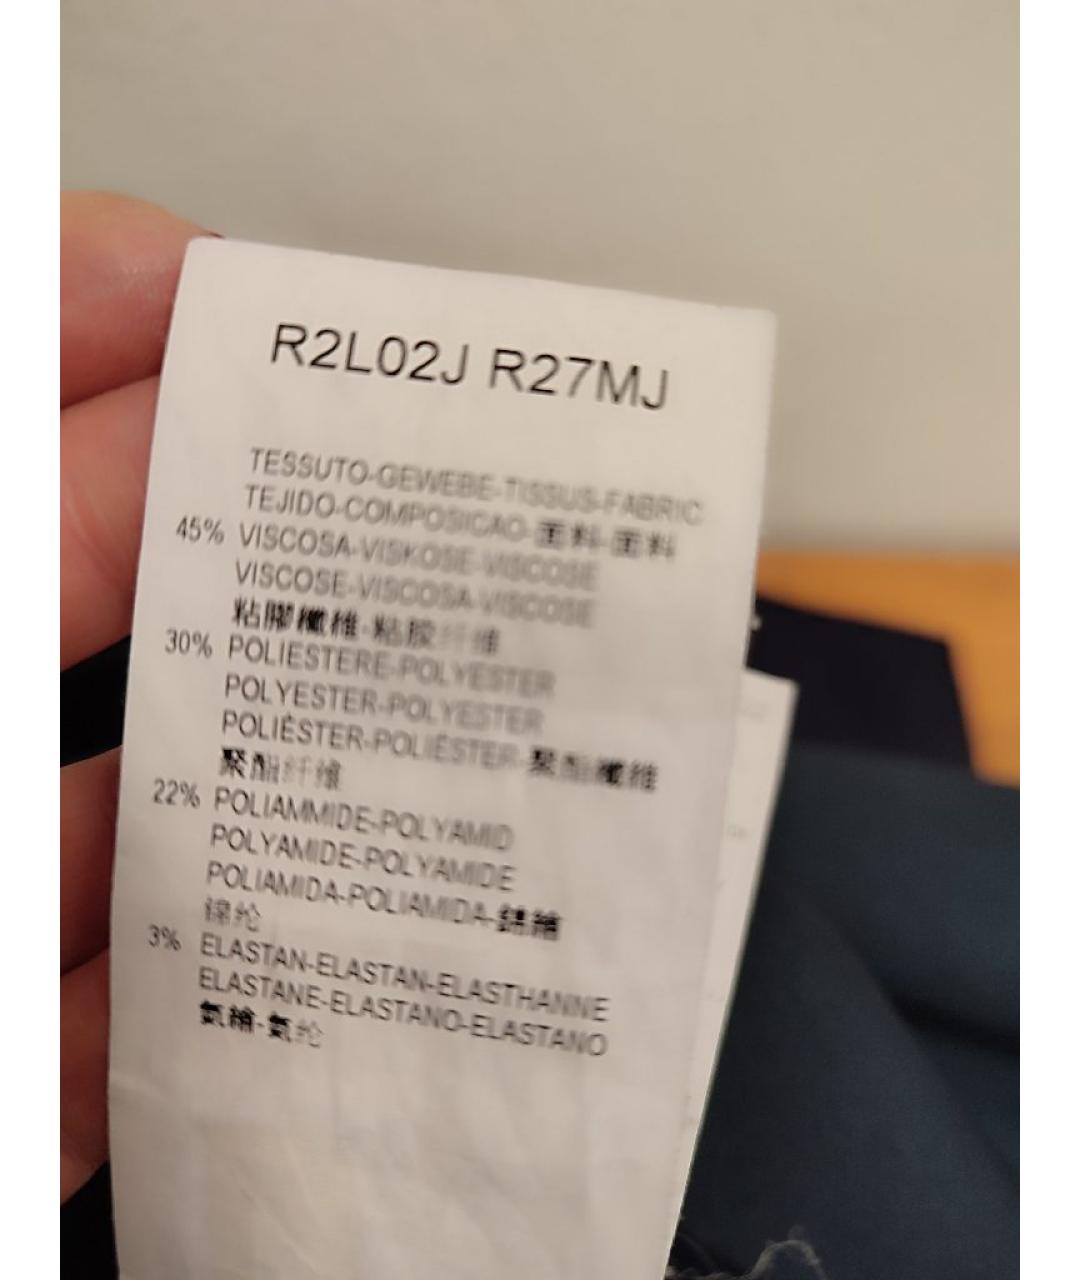 R2L02J R27MJ
TESSUTO-GEWEBE-TISSUS-FABRIC
TEJIDO-COMPOSICAO-面料-面料
45% VISCOSA-VISKOSE-VISCOSE
VISCOSE-VISCOSA-VISCOSE
粘膠纖維-粘胶纤维
30% POLIESTERE-POLYESTER
POLYESTER-POLYESTER
POLIÉSTER-POLIÉSTER-聚酯纖維
聚酯纤维
22% POLIAMMIDE-POLYAMID
POLYAMIDE-POLYAMIDE
POLIAMIDA-POLIAMIDA-錦綸
锦纶
3% ELASTAN-ELASTAN-ELASTHANNE
ELASTANE-ELASTANO-ELASTANO
氨綸-氨纶